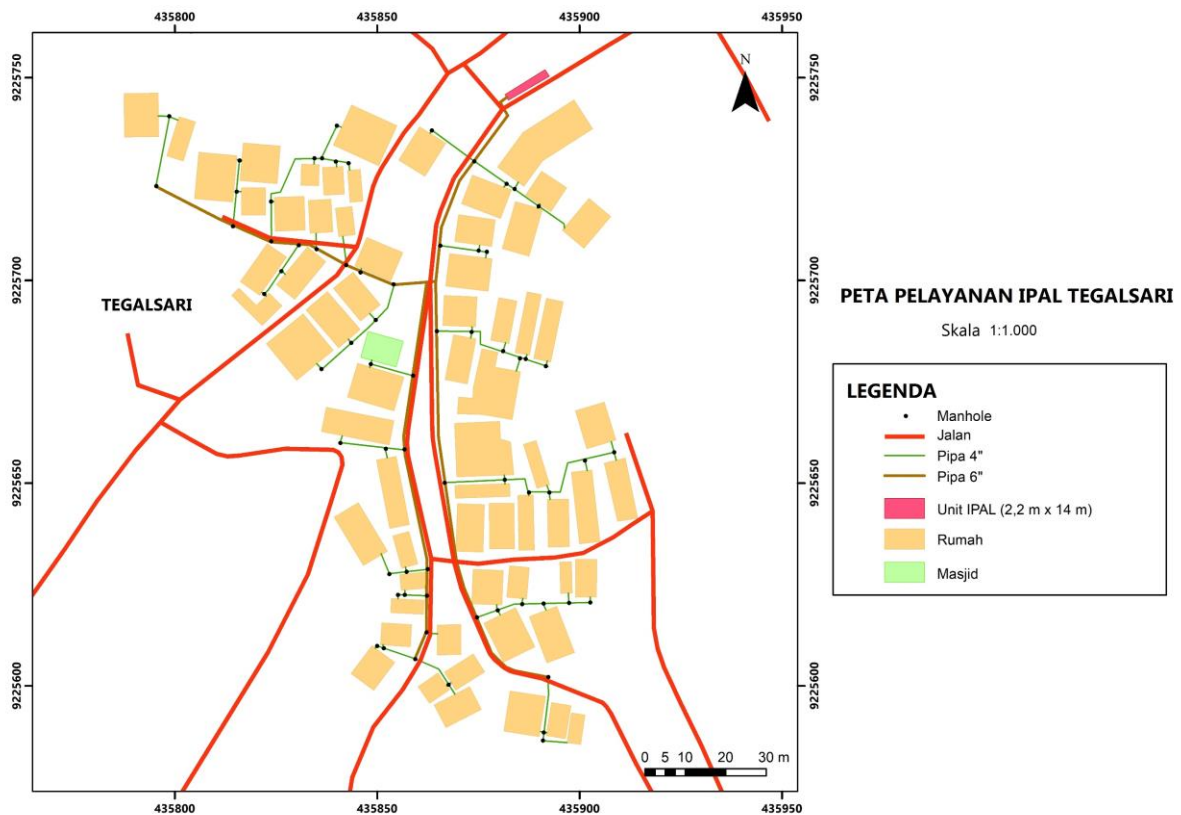 435800 435850 435900 435950
9225750 9225750
N
9225700 9225700
TEGALSARI
9225650 9225650
9225600 9225600
0 5 10 20 30 m
435800 435850 435900 435950
PETA PELAYANAN IPAL TEGALSARI
Skala 1:1.000
LEGENDA
Manhole
Jalan
Pipa 4"
Pipa 6"
Unit IPAL (2,2 m x 14 m)
Rumah
Masjid